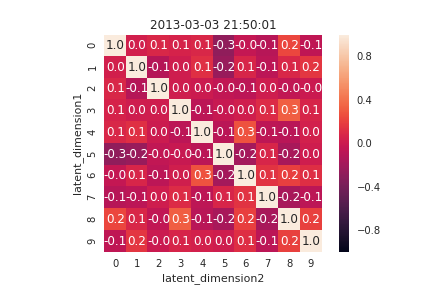 2013-03-03 21:50:01
0 1.0 0.0 0.1 0.1 0.1 -0.3 -0.0 -0.1 0.2 -0.1
1 0.0 1.0 -0.1 0.0 0.1 -0.2 0.1 -0.1 0.1 0.2
2 0.1 -0.1 1.0 0.0 0.0 -0.0 -0.1 0.0 -0.0 -0.0
3 0.1 0.0 0.0 1.0 -0.1 -0.0 0.0 0.1 0.3 0.1
4 0.1 0.1 0.0 -0.1 1.0 -0.1 0.3 -0.1 -0.1 0.0
5 -0.3 -0.2 -0.0 -0.0 -0.1 1.0 -0.2 0.1 -0.2 0.0
6 -0.0 0.1 -0.1 0.0 0.3 -0.2 1.0 0.1 0.2 0.1
7 -0.1 -0.1 0.0 0.1 -0.1 0.1 0.1 1.0 -0.2 -0.1
8 0.2 0.1 -0.0 0.3 -0.1 -0.2 0.2 -0.2 1.0 0.2
9 -0.1 0.2 -0.0 0.1 0.0 0.0 0.1 -0.1 0.2 1.0
0 1 2 3 4 5 6 7 8 9
latent_dimension2
latent_dimension1
0.8
0.4
0.0
-0.4
-0.8